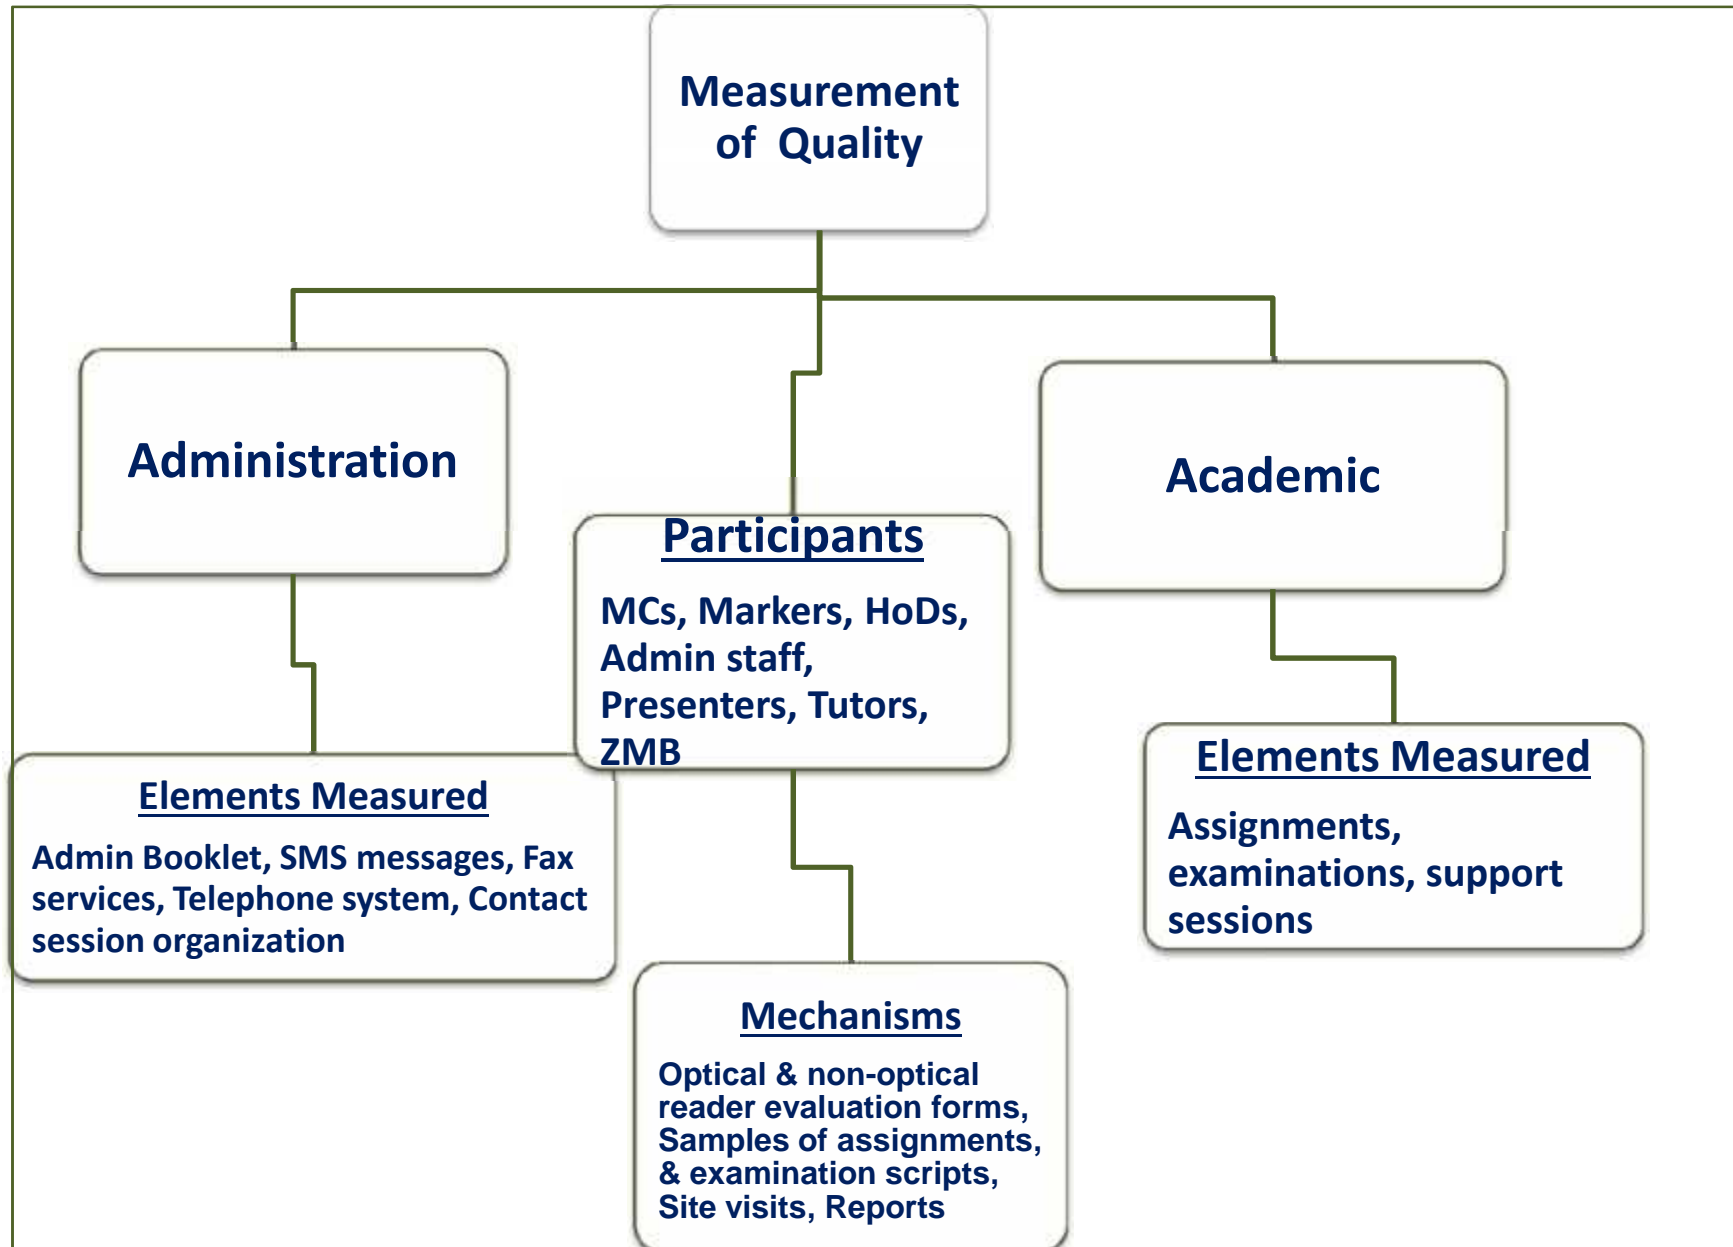 Measurement
of Quality
Administration
Academic
Participants
MCs, Markers, HoDs,
Admin staff,
Presenters, Tutors,
ZMB
Elements Measured
Admin Booklet, SMS messages, Fax
services, Telephone system, Contact
session organization
Elements Measured
Assignments,
examinations, support
sessions
Mechanisms
Optical & non-optical
reader evaluation forms,
Samples of assignments,
& examination scripts,
Site visits, Reports